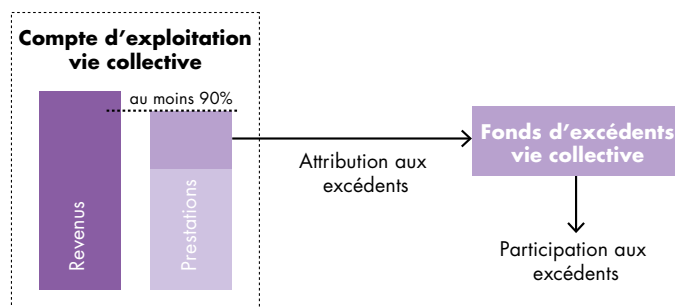 Compte d’exploitation
vie collective
au moins 90%
Revenus
Prestations
Attribution aux
excédents
Fonds d’excédents
vie collective
Participation aux
excédents